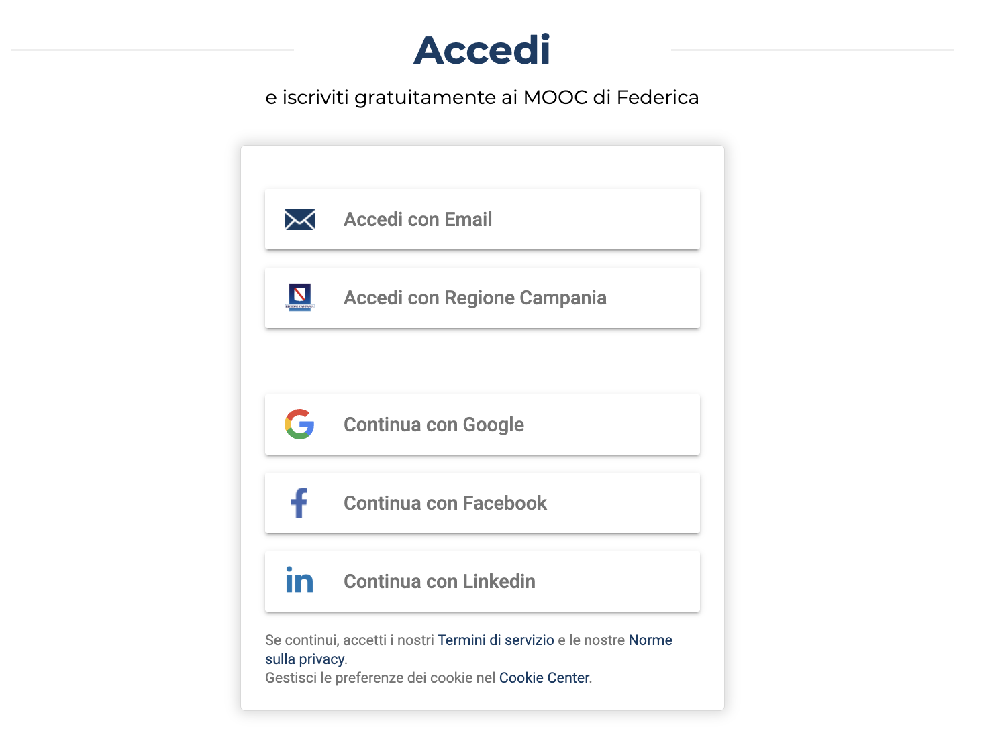 Accedi
e iscriviti gratuitamente ai MOOC di Federica
Accedi con Email
REGIONE CAMPANIA
Accedi con Regione Campania
Continua con Google
Continua con Facebook
in
Continua con Linkedin
Se continui, accetti i nostri Termini di servizio e le nostre Norme
sulla privacy.
Gestisci le preferenze dei cookie nel Cookie Center.